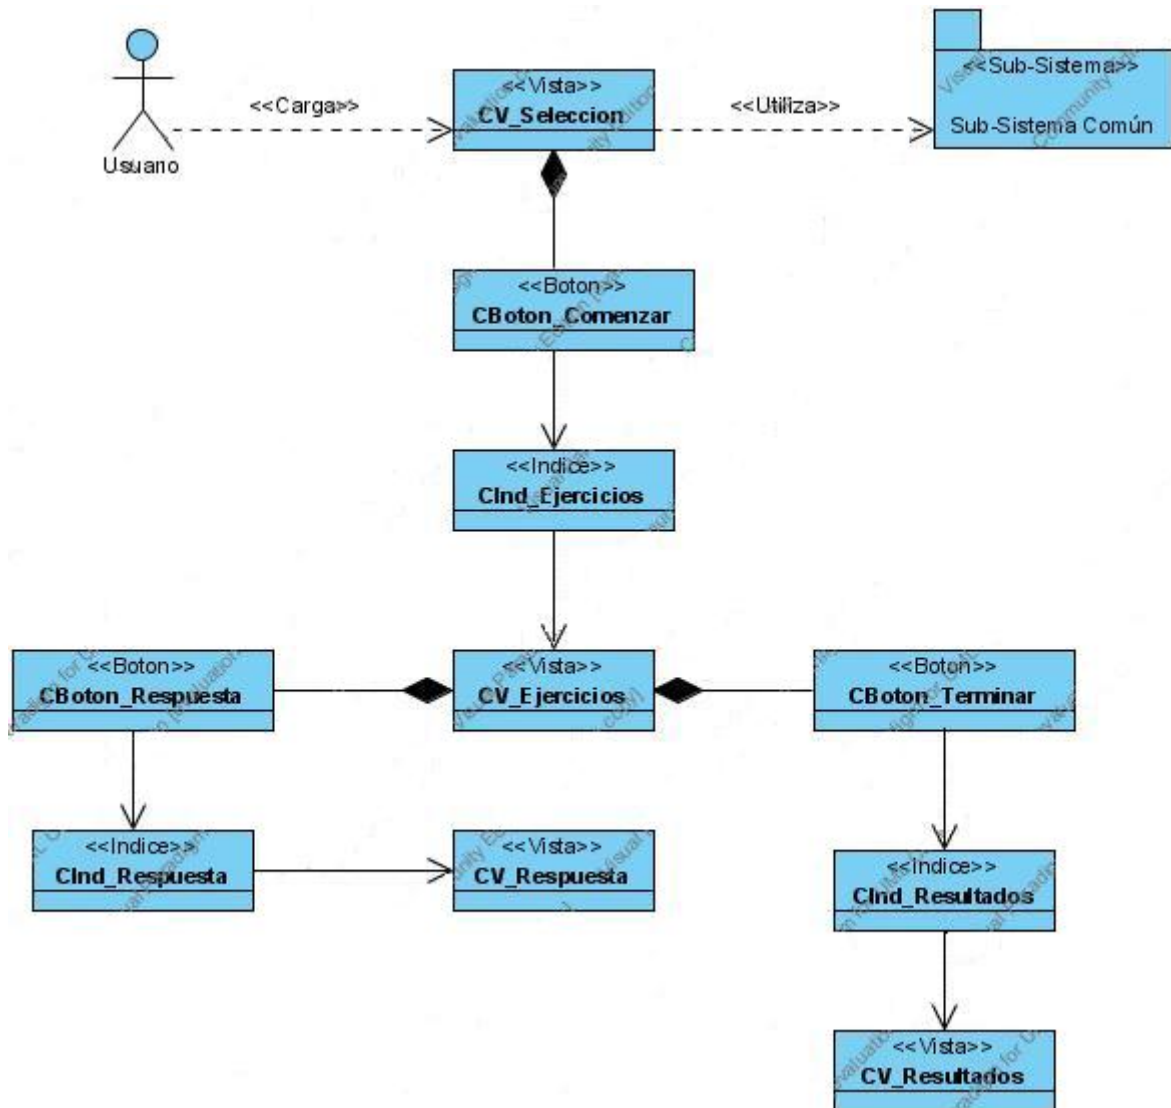 <<Vista>>
CV_Seleccion
<<Carga>>
<<Utiliza>>
<<Sub-Sistema>>
Sub-Sistema Común
Usuario
<<Boton>>
CBoton_Comenzar
<<Indice>>
CInd_Ejercicios
<<Boton>>
CBoton_Respuesta
<<Vista>>
CV_Ejercicios
<<Boton>>
CBoton_Terminar
<<Indice>>
CInd_Respuesta
<<Vista>>
CV_Respuesta
<<Indice>>
CInd_Resultados
<<Vista>>
CV_Resultados